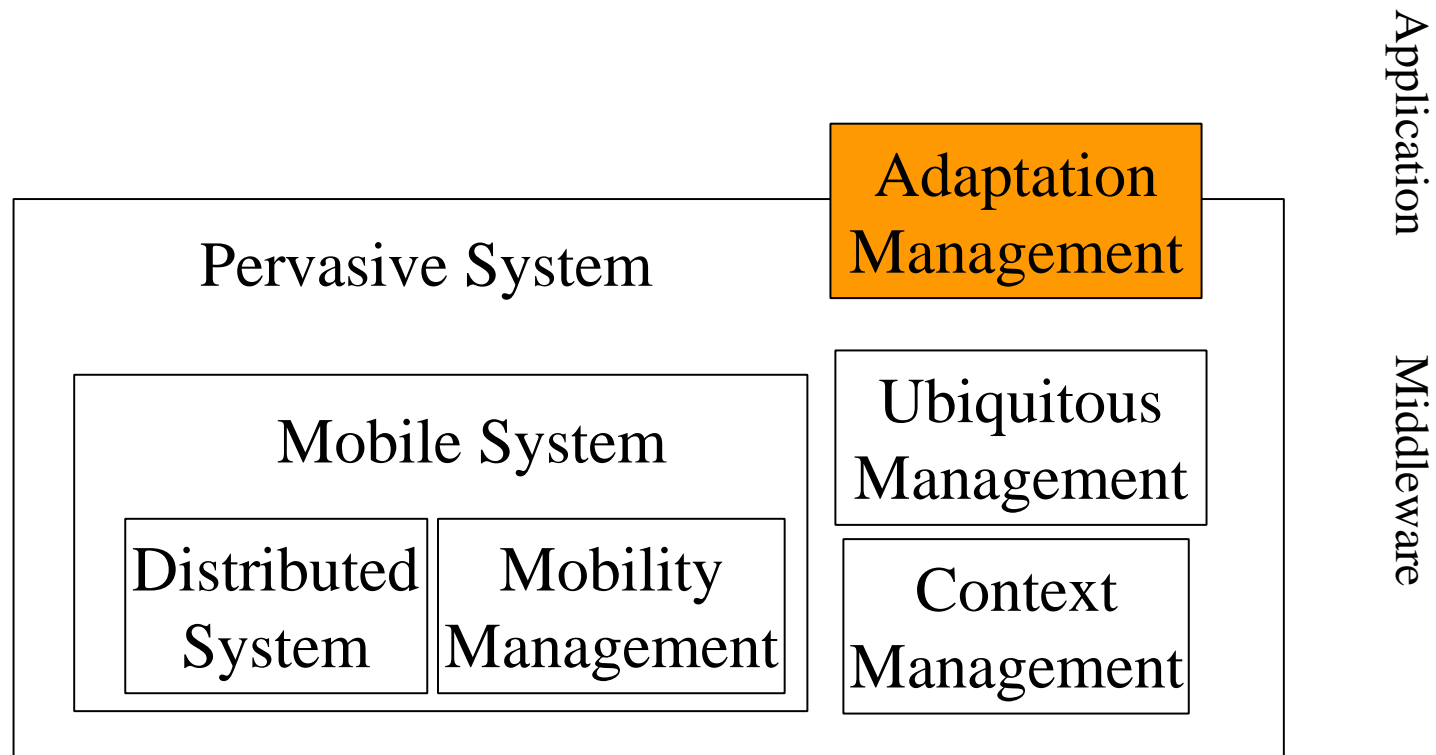 Application
Adaptation
Management
Pervasive System
Middleware
Ubiquitous
Management
Mobile System
Distributed
System
Mobility
Management
Context
Management